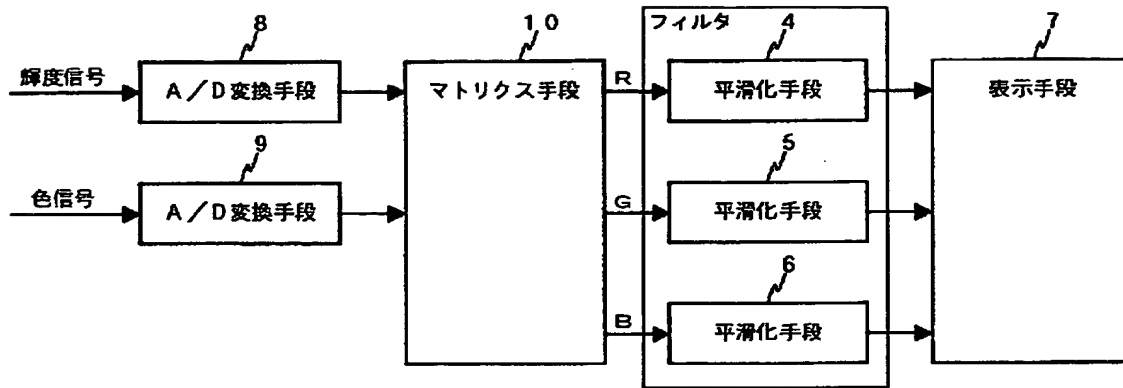 8
10
フィルタ
4
7
輝度信号
A/D変換手段
マトリクス手段
R
平滑化手段
表示手段
9
5
色信号
A/D変換手段
G
平滑化手段
6
B
平滑化手段